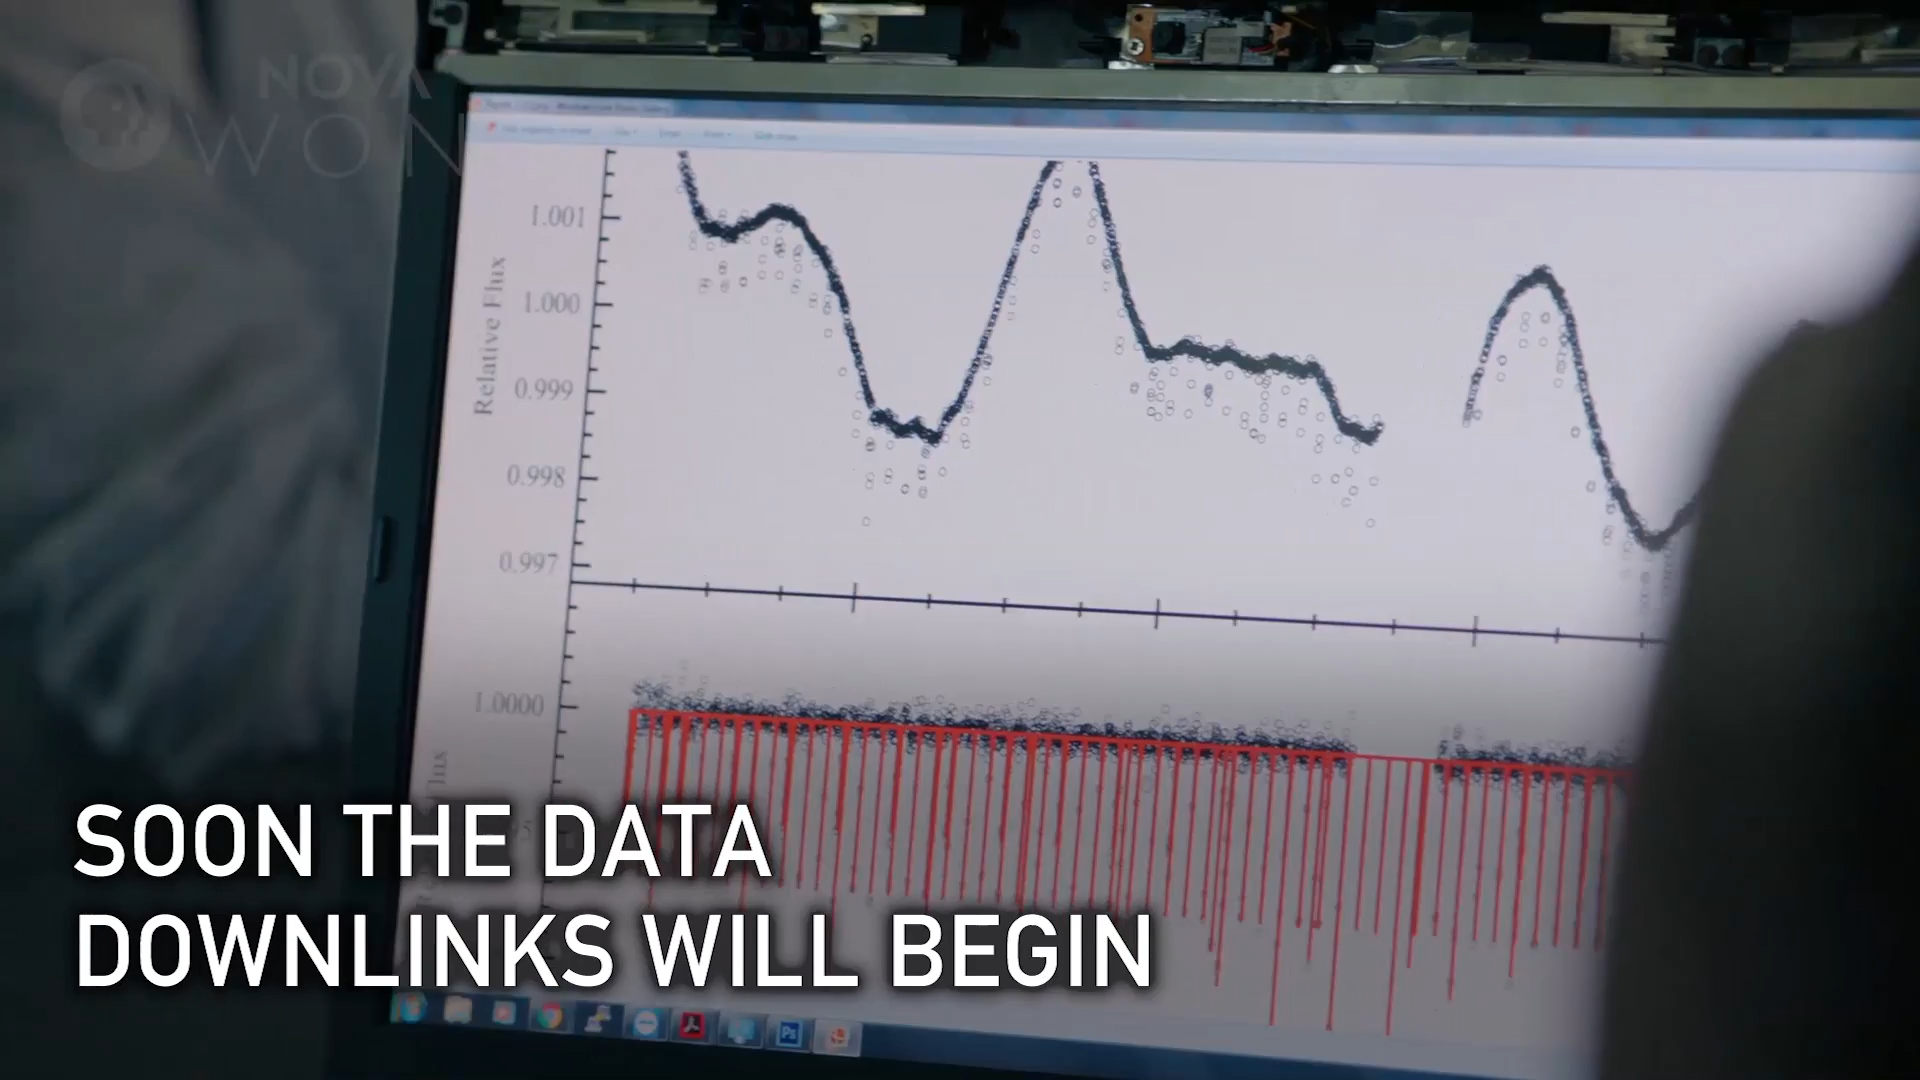 NOVA
WON
1.001
1.000
0.999
0.998
0.997
Relative Flux
1.0000
SOON THE DATA
DOWNLINKS WILL BEGIN
Ps